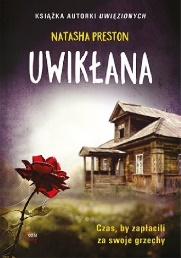 KSIĄŻKA AUTORKI UWIĘZIONYCH
NATASHA PRESTON
UWIKŁANA
Czas, by zapłacili
za swoje grzechy